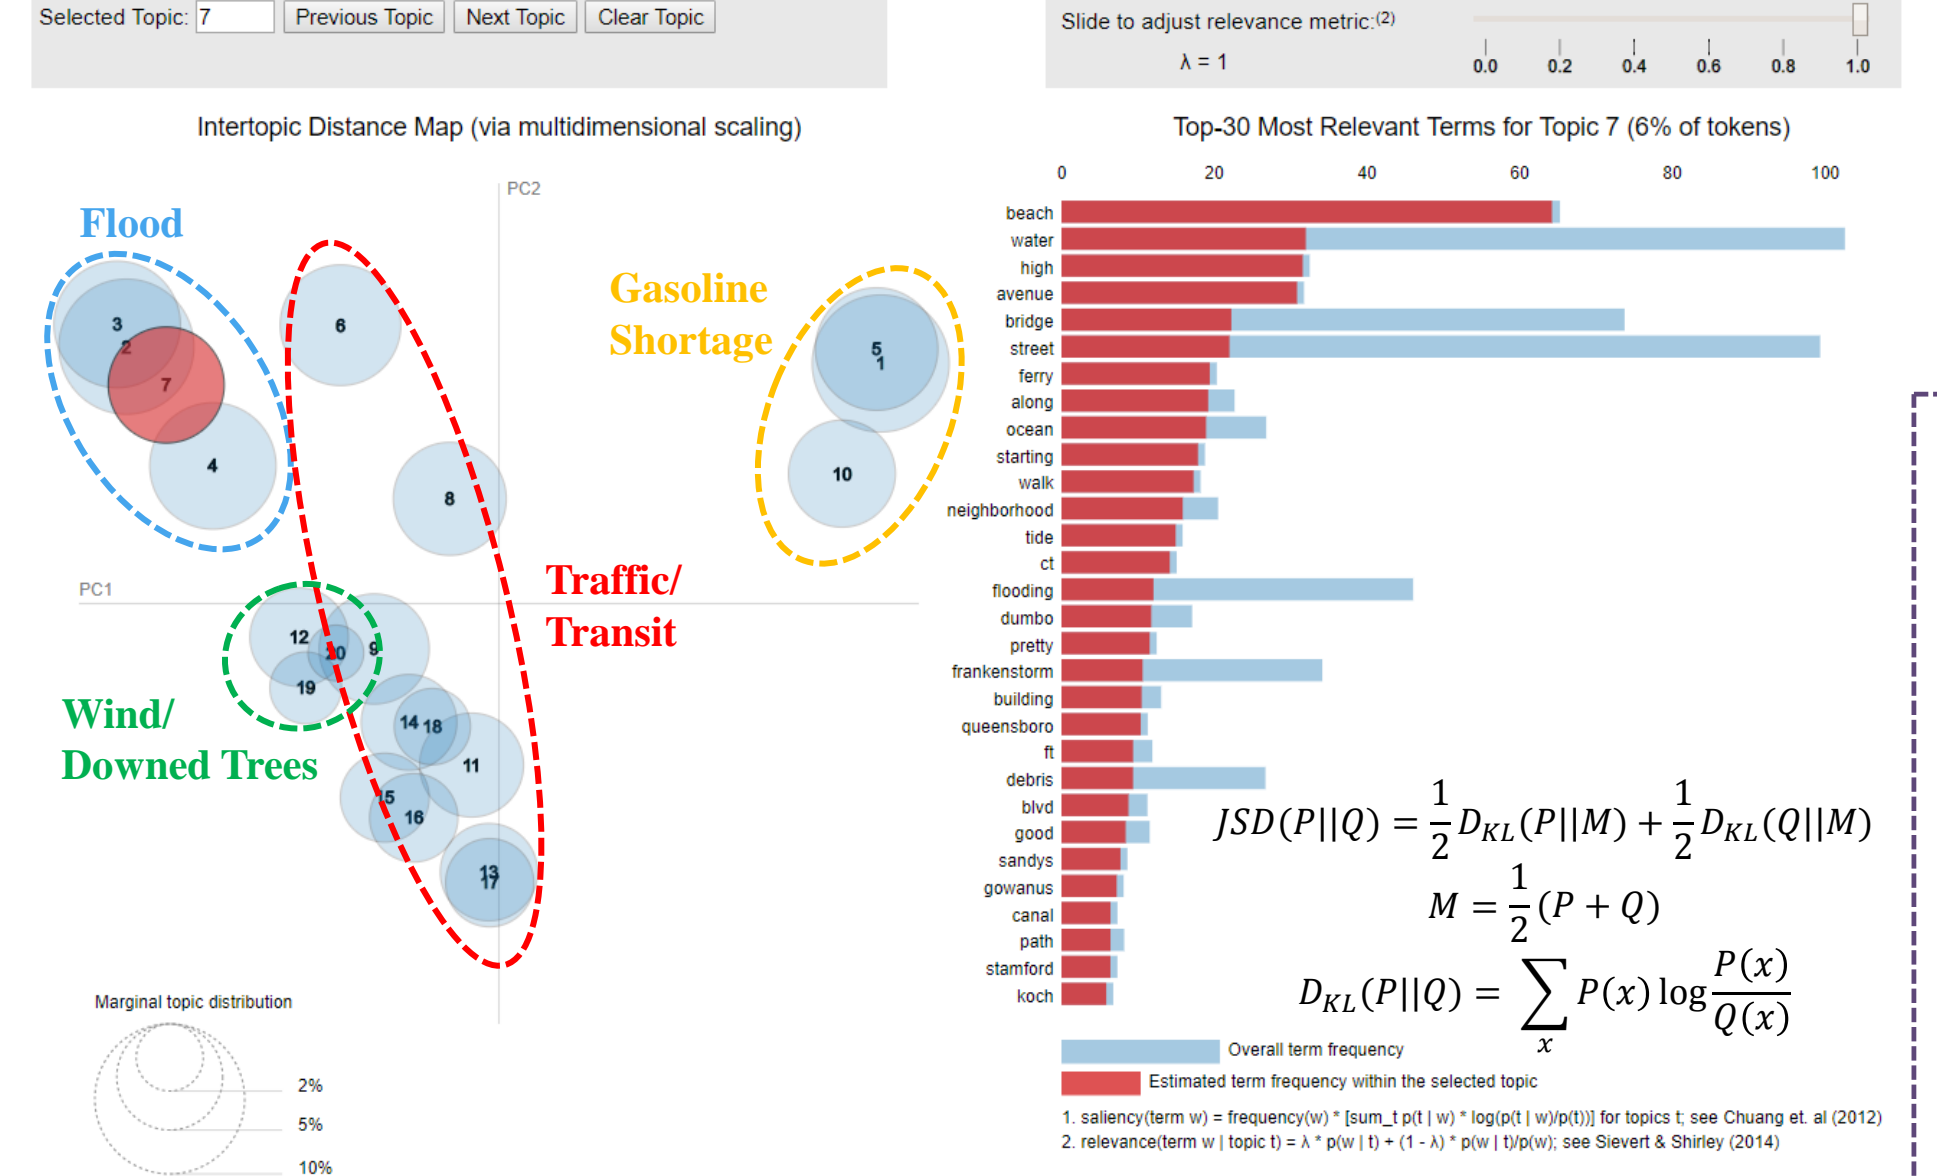 Selected Topic: 7 Previous Topic Next Topic Clear Topic
Slide to adjust relevance metric:(2)
λ = 1
0.0 0.2 0.4 0.6 0.8 1.0
Intertopic Distance Map (via multidimensional scaling)
PC2
PC1
Flood
Gasoline
Shortage
Traffic/
Transit
Wind/
Downed Trees
3
2
7
4
6
8
5
1
10
12
20
9
19
14
18
11
15
16
13
17
Marginal topic distribution
2%
5%
10%
Top-30 Most Relevant Terms for Topic 7 (6% of tokens)
0 20 40 60 80 100
beach
water
high
avenue
bridge
street
ferry
along
ocean
starting
walk
neighborhood
tide
ct
flooding
dumbo
pretty
frankenstorm
building
queensboro
ft
debris
blvd
good
sandys
gowanus
canal
path
stamford
koch
JSD(P||Q) = 1/2 D_KL(P||M) + 1/2 D_KL(Q||M)
M = 1/2 (P + Q)
D_KL(P||Q) = ∑_x P(x) log P(x)/Q(x)
Overall term frequency
Estimated term frequency within the selected topic
1. saliency(term w) = frequency(w) * [sum_t p(t | w) * log(p(t | w)/p(t))] for topics t; see Chuang et. al (2012)
2. relevance(term w | topic t) = λ * p(w | t) + (1 - λ) * p(w | t)/p(w); see Sievert & Shirley (2014)